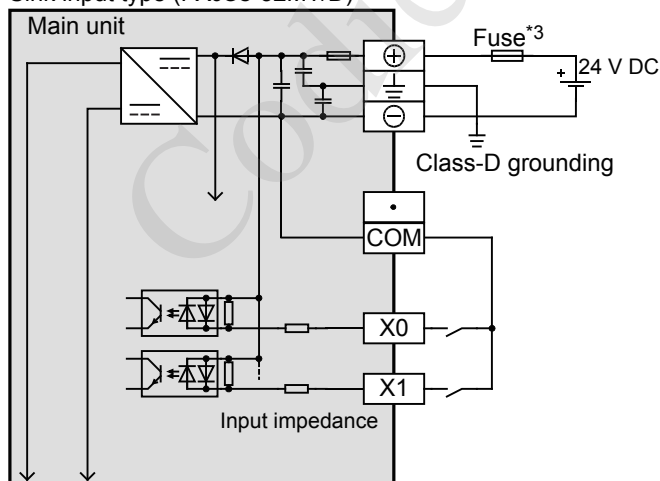 Main unit
Fuse*3
24 V DC
Class-D grounding
COM
X0
X1
Input impedance